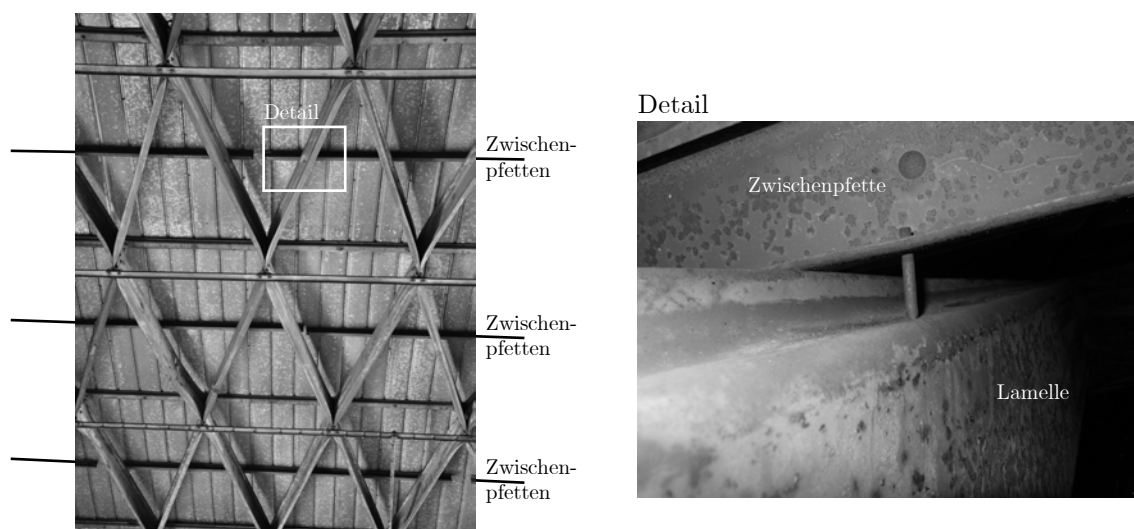 Detail
Zwischen-
pfetten
Zwischen-
pfetten
Zwischen-
pfetten
Detail
Zwischenpfette
Lamelle